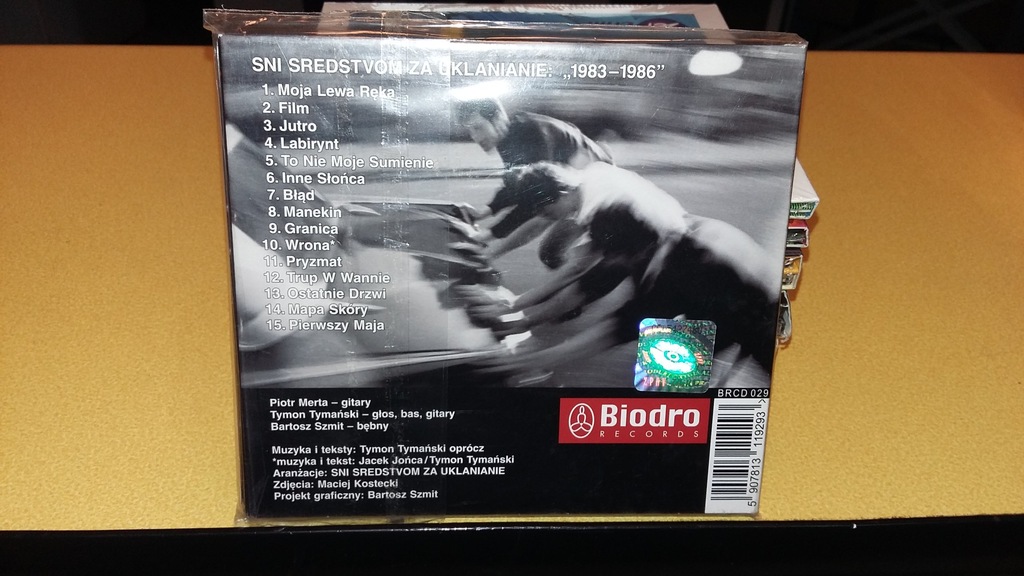 SNI SREDSTVOM ZA UKLANIANIE: „1983–1986”
1. Moja Lewa Ręka
2. Film
3. Jutro
4. Labirynt
5. To Nie Moje Sumienie
6. Inne Słońca
7. Błąd
8. Manekin
9. Granica
10. Wrona*
11. Pryzmat
12. Trup W Wannie
13. Ostatnie Drzwi
14. Mapa Skóry
15. Pierwszy Maja
Piotr Merta – gitary
Tymon Tymański – głos, bas, gitary
Bartosz Szmit – bębny
Muzyka i teksty: Tymon Tymański oprócz
*muzyka i tekst: Jacek Jońca/Tymon Tymański
Aranżacje: SNI SREDSTVOM ZA UKLANIANIE
Zdjęcia: Maciej Kostecki
Projekt graficzny: Bartosz Szmit
Biodro
RECORDS
BRCD 029
5 907813 119293 >